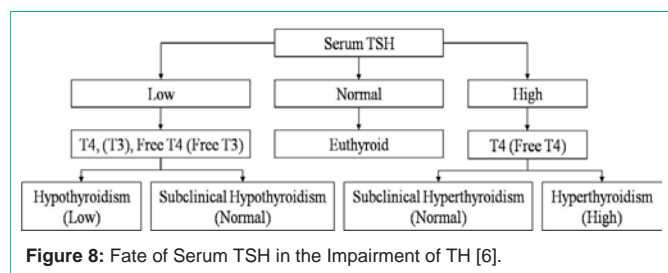 Serum TSH
Low
Normal
High
T4, (T3), Free T4 (Free T3)
Euthyroid
T4 (Free T4)
Hypothyroidism
(Low)
Subclinical Hypothyroidism
(Normal)
Subclinical Hyperthyroidism
(Normal)
Hyperthyroidism
(High)
Figure 8: Fate of Serum TSH in the Impairment of TH [6].